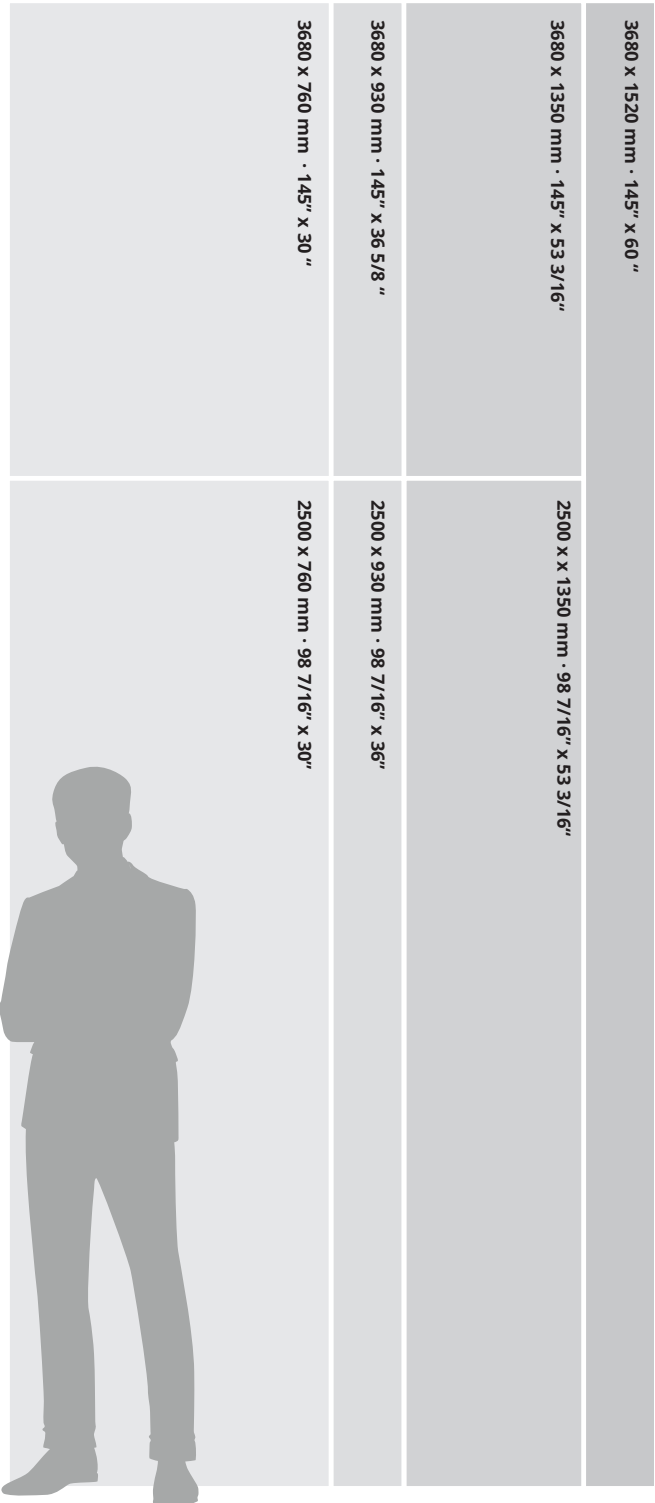 3680 x 760 mm · 145” x 30 “
3680 x 930 mm · 145” x 36 5/8 “
3680 x 1350 mm · 145” x 53 3/16“
3680 x 1520 mm · 145” x 60 “
2500 x 760 mm · 98 7/16” x 30”
2500 x 930 mm · 98 7/16” x 36”
2500 x x 1350 mm · 98 7/16” x 53 3/16“